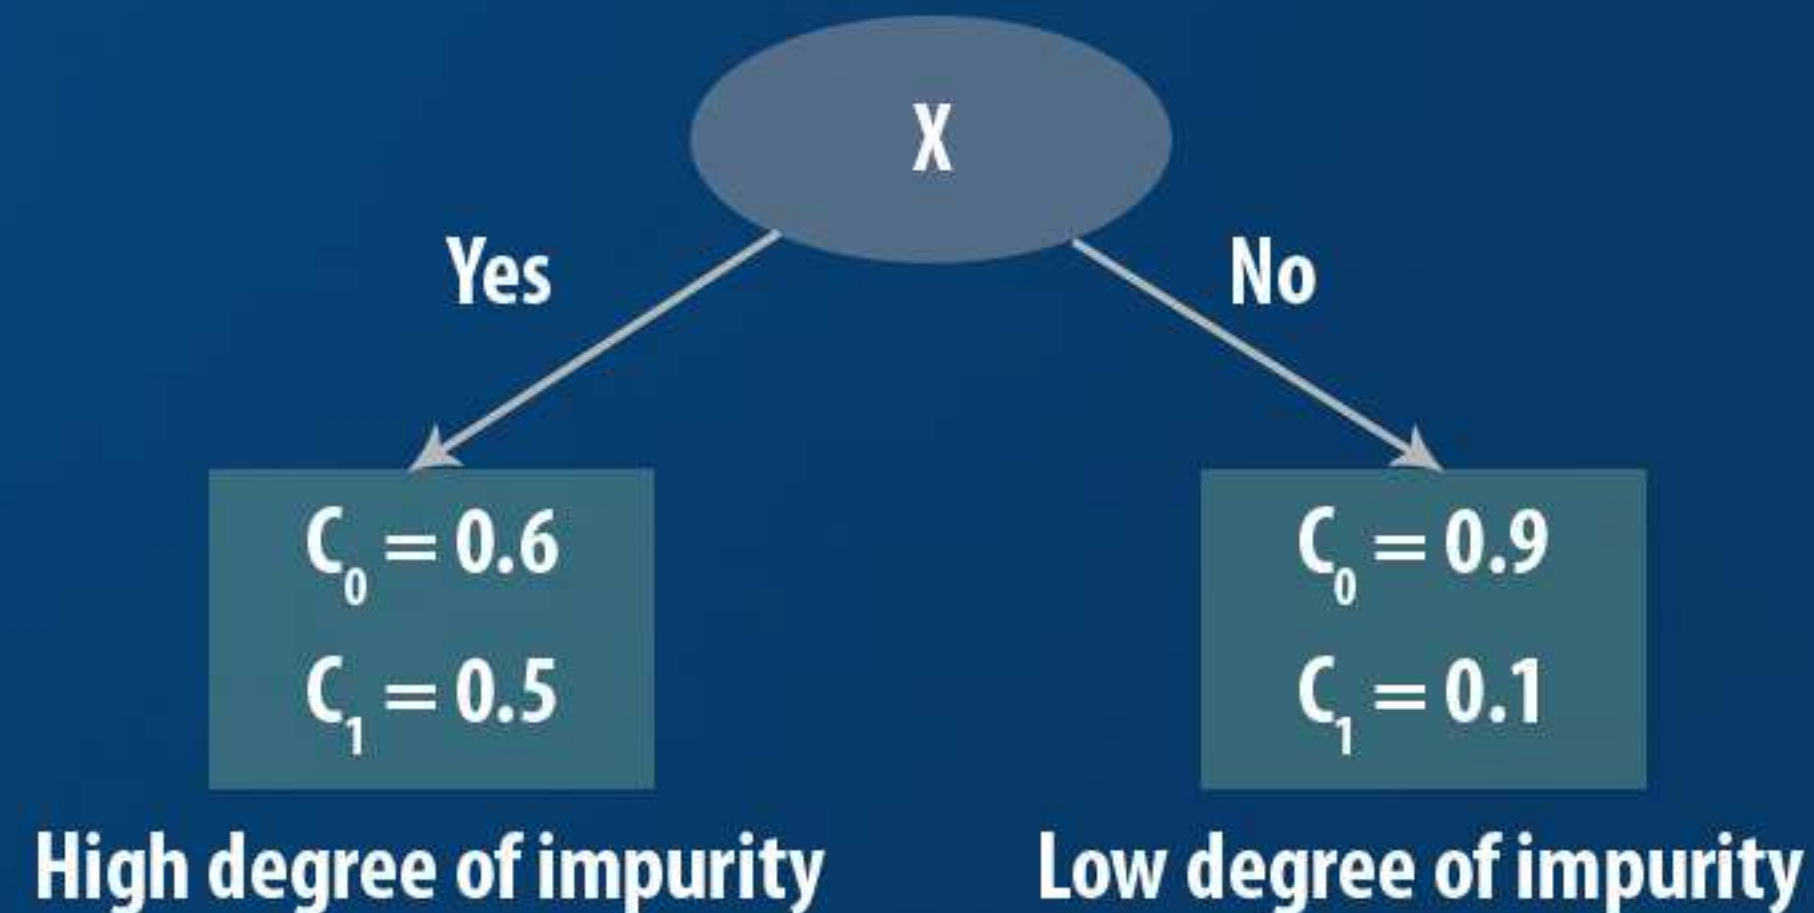 X
Yes
No
C₀ = 0.6
C₁ = 0.5
C₀ = 0.9
C₁ = 0.1
High degree of impurity
Low degree of impurity